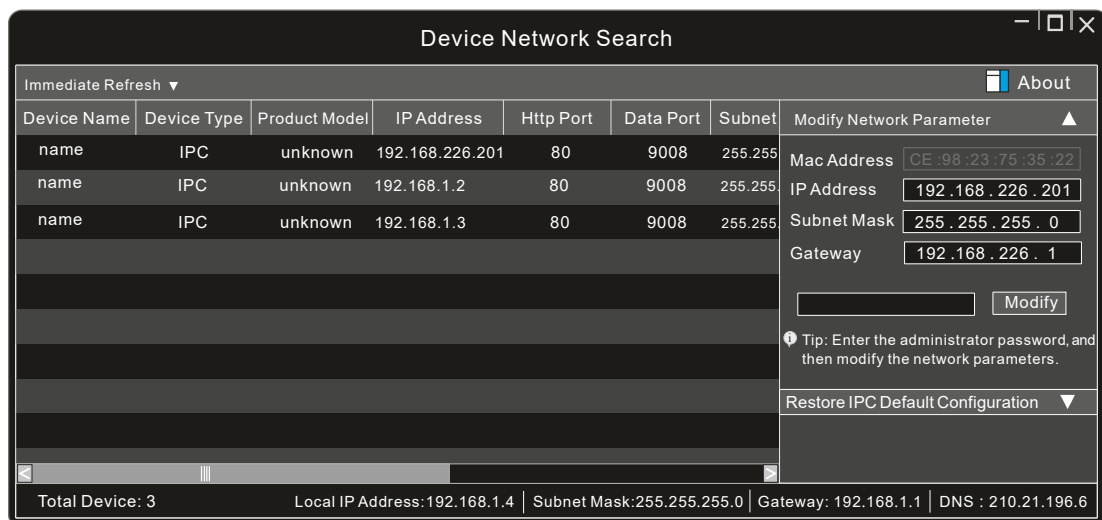 Device Network Search
Immediate Refresh ▼
About
Device Name Device Type Product Model IP Address Http Port Data Port Subnet
name IPC unknown 192.168.226.201 80 9008 255.255
name IPC unknown 192.168.1.2 80 9008 255.255.
name IPC unknown 192.168.1.3 80 9008 255.255.
Modify Network Parameter ▲
Mac Address CE :98 :23 :75 :35 :22
IP Address 192 .168 . 226 . 201
Subnet Mask 255 . 255 . 255 . 0
Gateway 192 .168 . 226 . 1
Modify
Tip: Enter the administrator password, and
then modify the network parameters.
Restore IPC Default Configuration ▼
Total Device: 3 Local IP Address:192.168.1.4 Subnet Mask:255.255.255.0 Gateway: 192.168.1.1 DNS : 210.21.196.6